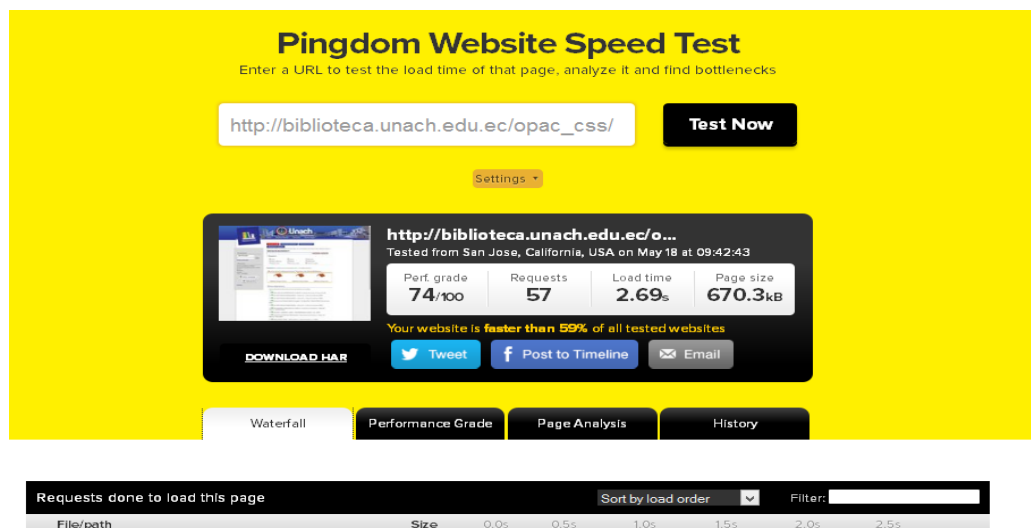 Pingdom Website Speed Test
Enter a URL to test the load time of that page, analyze it and find bottlenecks
http://biblioteca.unach.edu.ec/opac_css/
Test Now
Settings
Unach
http://biblioteca.unach.edu.ec/o...
Tested from San Jose, California, USA on May 18 at 09:42:43
Perf. grade Requests Load time Page size
74/100 57 2.69s 670.3kB
Your website is faster than 59% of all tested websites
DOWNLOAD HAR
Tweet Post to Timeline Email
Waterfall Performance Grade Page Analysis History
Requests done to load this page Sort by load order Filter:
File/path Size 0.0s 0.5s 1.0s 1.5s 2.0s 2.5s